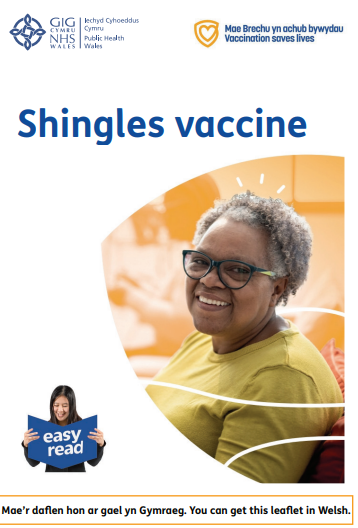 GIG
CYMRU
NHS
WALES
Iechyd Cyhoeddus
Cymru
Public Health
Wales
Mae Brechu yn achub bywydau
Vaccination saves lives
Shingles vaccine
easy
read
Mae'r daflen hon ar gael yn Gymraeg. You can get this leaflet in Welsh.